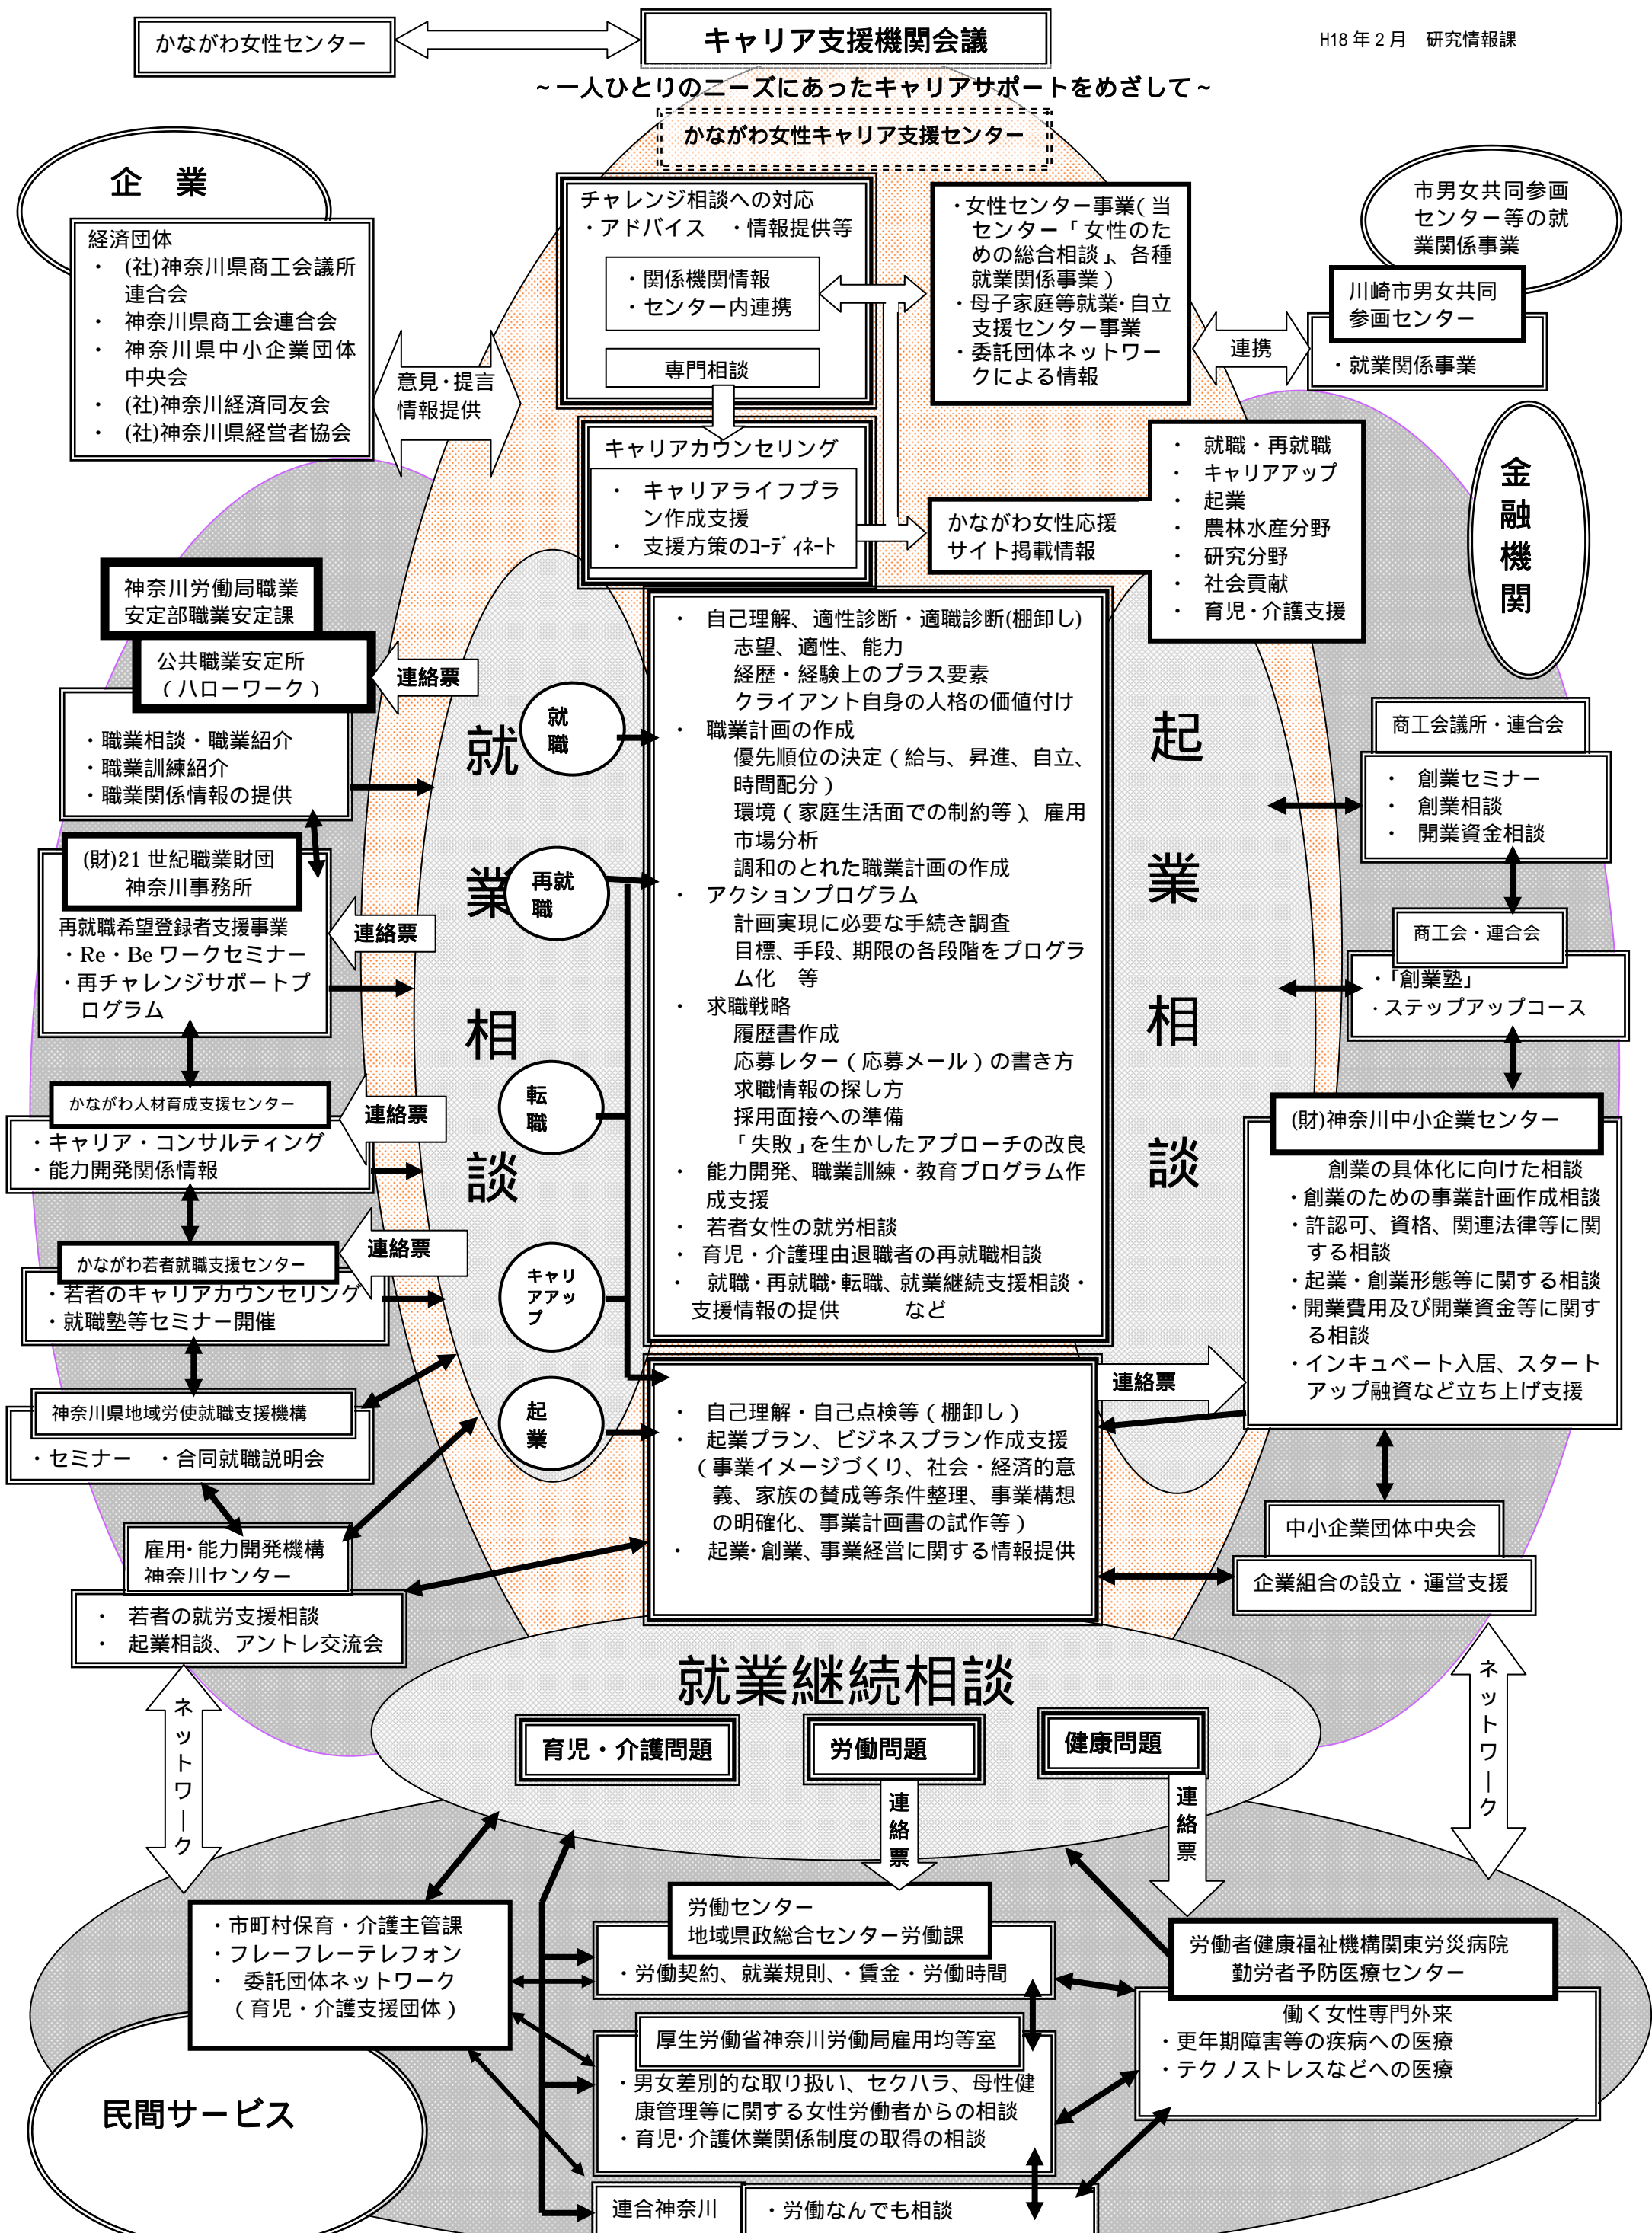 かながわ女性センター
キャリア支援機関会議
H18年2月　研究情報課
~一人ひとりのニーズにあったキャリアサポートをめざして~
かながわ女性キャリア支援センター
企　業
経済団体
・　(社)神奈川県商工会議所
連合会
・　神奈川県商工会連合会
・　神奈川県中小企業団体
中央会
・　(社)神奈川経済同友会
・　(社)神奈川県経営者協会
意見・提言
情報提供
チャレンジ相談への対応
・アドバイス　・情報提供等
・関係機関情報
・センター内連携
専門相談
・女性センター事業(当
センター「女性のた
めの総合相談」、各種
就業関係事業)
・母子家庭等就業・自立
支援センター事業
・委託団体ネットワー
クによる情報
連携
市男女共同参画
センター等の就
業関係事業
川崎市男女共同
参画センター
・就業関係事業
キャリアカウンセリング
・　キャリアライフプラ
ン作成支援
・　支援方策のｺｰﾃﾞｨﾈｰﾄ
かながわ女性応援
サイト掲載情報
・　就職・再就職
・　キャリアアップ
・　起業
・　農林水産分野
・　研究分野
・　社会貢献
・　育児・介護支援
金融機関
神奈川労働局職業
安定部職業安定課
公共職業安定所
(ハローワーク)
・職業相談・職業紹介
・職業訓練紹介
・職業関係情報の提供
連絡票
(財)21世紀職業財団
神奈川事務所
再就職希望登録者支援事業
・Re・Beワークセミナー
・再チャレンジサポートプ
ログラム
連絡票
かながわ人材育成支援センター
・キャリア・コンサルティング
・能力開発関係情報
連絡票
かながわ若者就職支援センター
・若者のキャリアカウンセリング
・就職塾等セミナー開催
連絡票
神奈川県地域労使就職支援機構
・セミナー　・合同就職説明会
雇用・能力開発機構
神奈川センター
・　若者の就労支援相談
・　起業相談、アントレ交流会
就業相談
就
職
再就
職
転
職
キャリ
アアッ
プ
起
業
・　自己理解、適性診断・適職診断(棚卸し)
志望、適性、能力
経歴・経験上のプラス要素
クライアント自身の人格の価値付け
・　職業計画の作成
優先順位の決定(給与、昇進、自立、
時間配分)
環境(家庭生活面での制約等)、雇用
市場分析
調和のとれた職業計画の作成
・　アクションプログラム
計画実現に必要な手続き調査
目標、手段、期限の各段階をプログラ
ム化　等
・　求職戦略
履歴書作成
応募レター(応募メール)の書き方
求職情報の探し方
採用面接への準備
「失敗」を生かしたアプローチの改良
・　能力開発、職業訓練・教育プログラム作
成支援
・　若者女性の就労相談
・　育児・介護理由退職者の再就職相談
・　就職・再就職・転職、就業継続支援相談・
支援情報の提供　　　など
・　自己理解・自己点検等(棚卸し)
・　起業プラン、ビジネスプラン作成支援
(事業イメージづくり、社会・経済的意
義、家族の賛成等条件整理、事業構想
の明確化、事業計画書の試作等)
・　起業・創業、事業経営に関する情報提供
起業相談
商工会議所・連合会
・　創業セミナー
・　創業相談
・　開業資金相談
商工会・連合会
・「創業塾」
・ステップアップコース
(財)神奈川中小企業センター
創業の具体化に向けた相談
・創業のための事業計画作成相談
・許認可、資格、関連法律等に関
する相談
・起業・創業形態等に関する相談
・開業費用及び開業資金等に関す
る相談
・インキュベート入居、スタート
アップ融資など立ち上げ支援
連絡票
中小企業団体中央会
企業組合の設立・運営支援
就業継続相談
育児・介護問題
労働問題
健康問題
連絡票
連絡票
ネットワーク
ネットワーク
・市町村保育・介護主管課
・フレーフレーテレフォン
・　委託団体ネットワーク
(育児・介護支援団体)
民間サービス
労働センター
地域県政総合センター労働課
・労働契約、就業規則、・賃金・労働時間
厚生労働省神奈川労働局雇用均等室
・男女差別的な取り扱い、セクハラ、母性健
康管理等に関する女性労働者からの相談
・育児・介護休業関係制度の取得の相談
連合神奈川
・労働なんでも相談
労働者健康福祉機構関東労災病院
勤労者予防医療センター
働く女性専門外来
・更年期障害等の疾病への医療
・テクノストレスなどへの医療